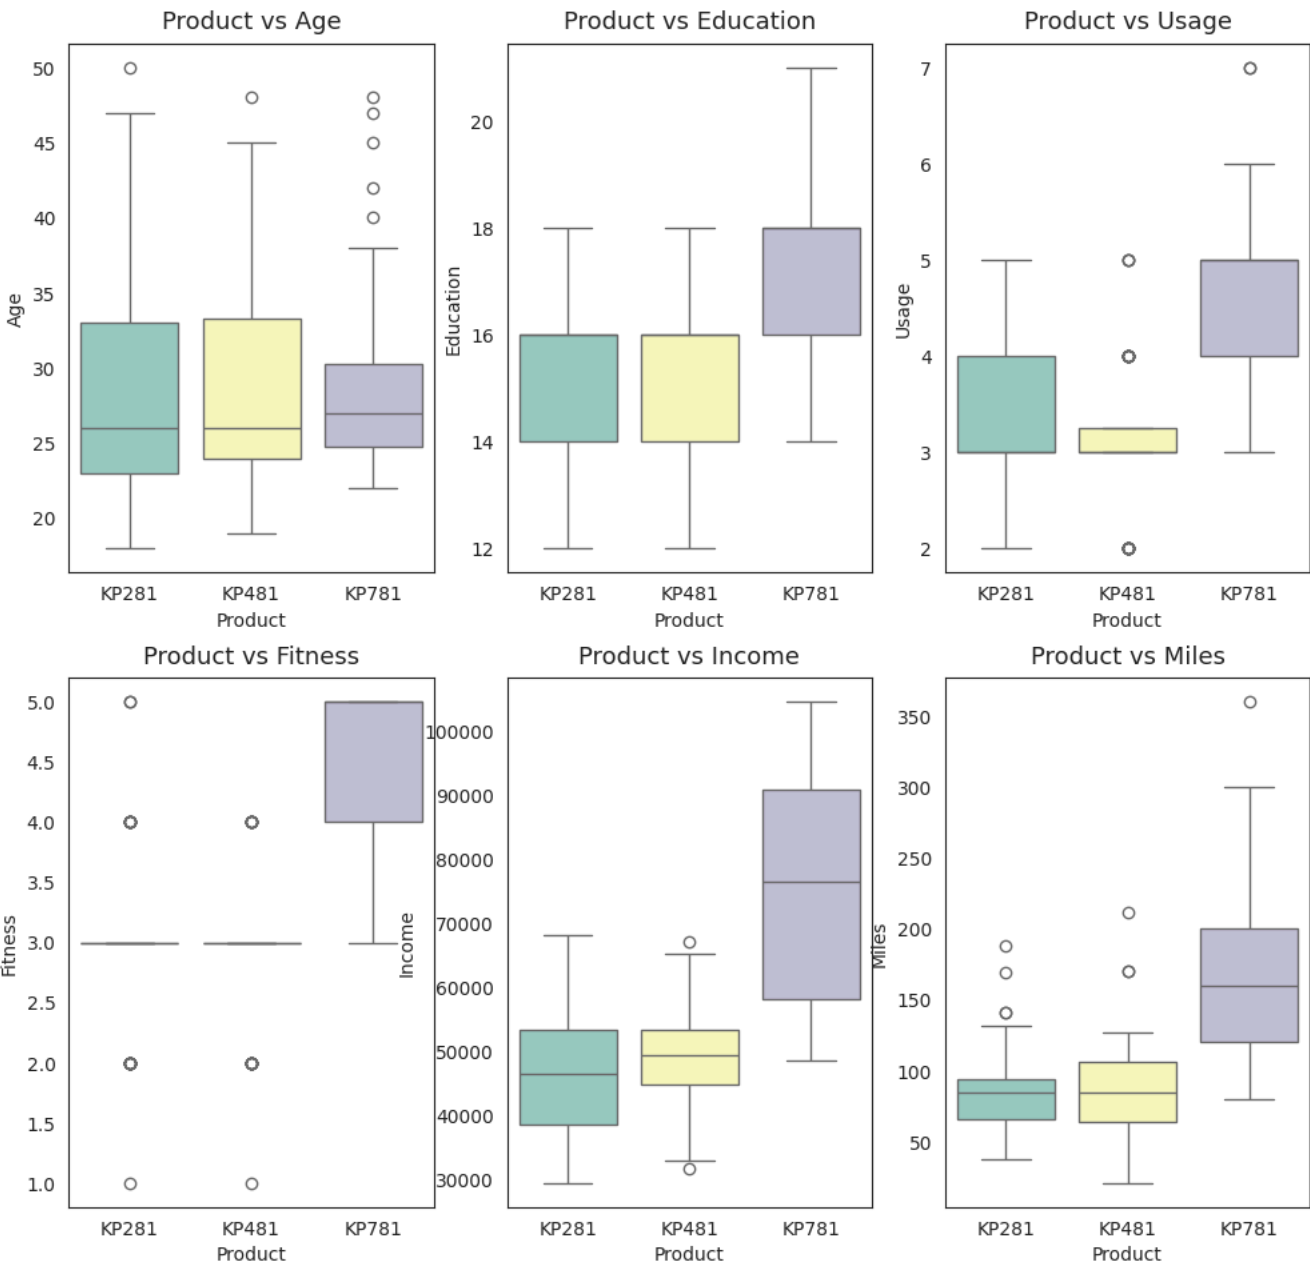 Product vs Age
50
45
40
35
30
25
20
Age
KP281 KP481 KP781
Product
Product vs Education
20
18
16
14
12
Education
KP281 KP481 KP781
Product
Product vs Usage
7
6
5
4
3
2
Usage
KP281 KP481 KP781
Product
Product vs Fitness
5.0
4.5
4.0
3.5
3.0
2.5
2.0
1.5
1.0
Fitness
KP281 KP481 KP781
Product
Product vs Income
100000
90000
80000
70000
60000
50000
40000
30000
Income
KP281 KP481 KP781
Product
Product vs Miles
350
300
250
200
150
100
50
Miles
KP281 KP481 KP781
Product